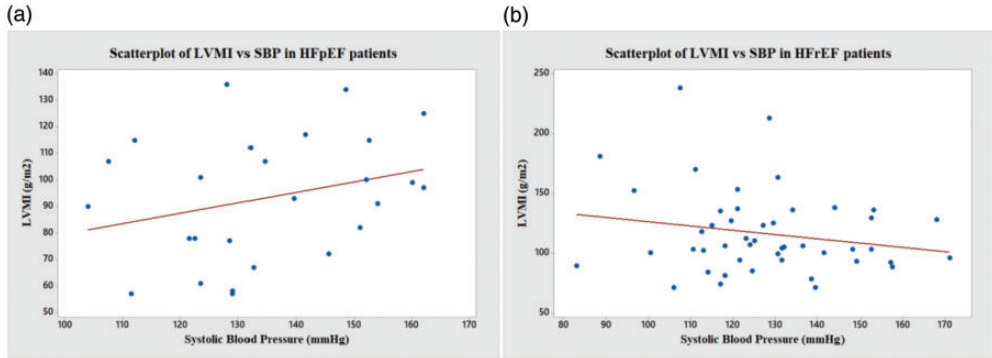 (a)
Scatterplot of LVMI vs SBP in HFpEF patients
140
130
120
110
100
90
80
70
60
50
LVMI (g/m2)
100 110 120 130 140 150 160 170
Systolic Blood Pressure (mmHg)
(b)
Scatterplot of LVMI vs SBP in HFrEF patients
250
200
150
100
50
LVMI (g/m2)
80 90 100 110 120 130 140 150 160 170
Systolic Blood Pressure (mmHg)